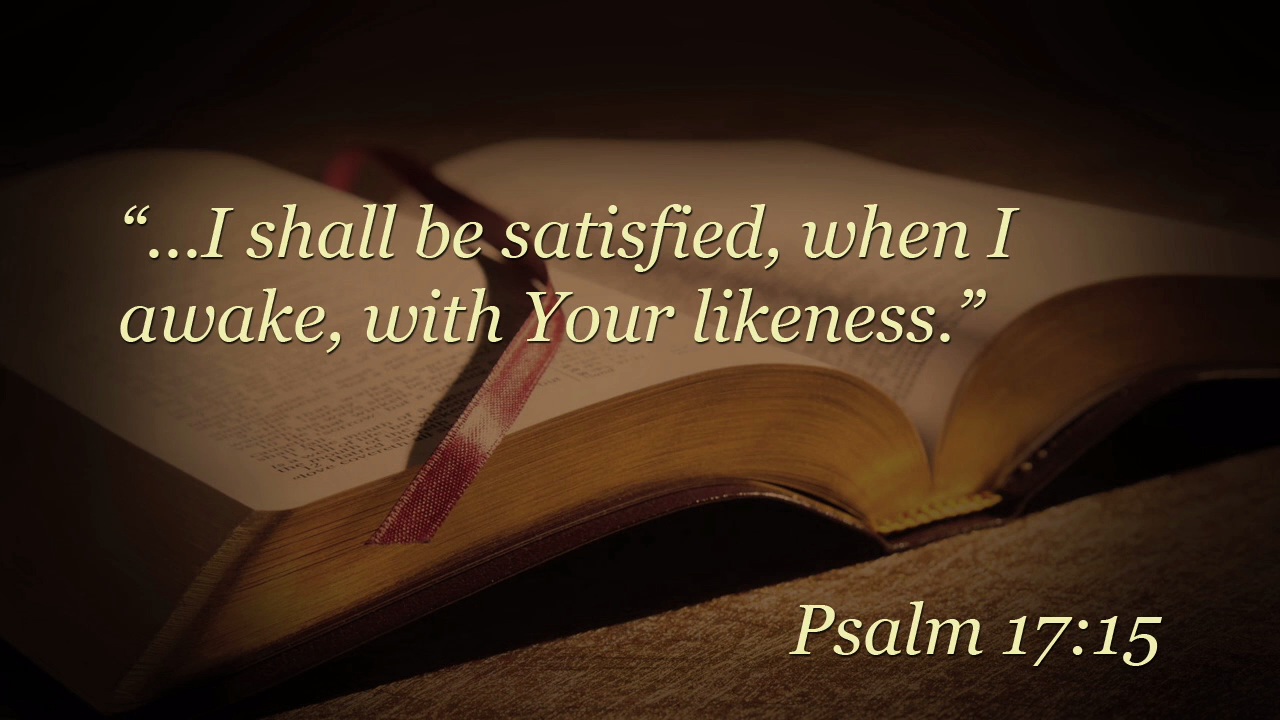 “...I shall be satisfied, when I
awake, with Your likeness.”
Psalm 17:15